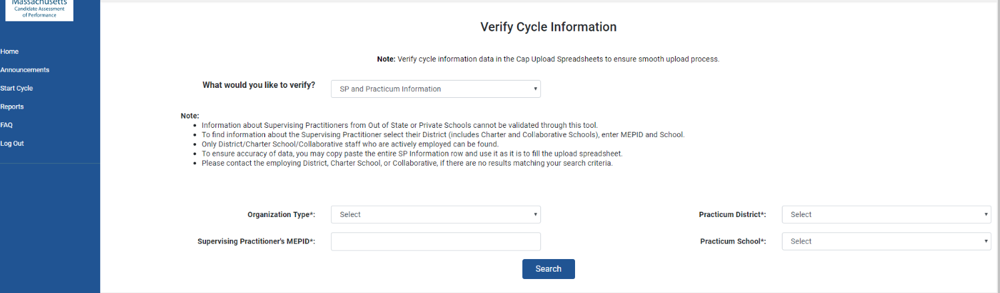 Massachusetts
Candidate Assessment
of Performance
Home
Announcements
Start Cycle
Reports
FAQ
Log Out
Verify Cycle Information
Note: Verify cycle information data in the Cap Upload Spreadsheets to ensure smooth upload process.
What would you like to verify? SP and Practicum Information
Note:
• Information about Supervising Practitioners from Out of State or Private Schools cannot be validated through this tool.
• To find information about the Supervising Practitioner select their District (includes Charter and Collaborative Schools), enter MEPID and School.
• Only District/Charter School/Collaborative staff who are actively employed can be found.
• To ensure accuracy of data, you may copy paste the entire SP Information row and use it as it is to fill the upload spreadsheet.
• Please contact the employing District, Charter School, or Collaborative, if there are no results matching your search criteria.
Organization Type*: Select Practicum District*: Select
Supervising Practitioner's MEPID*: Practicum School*: Select
Search